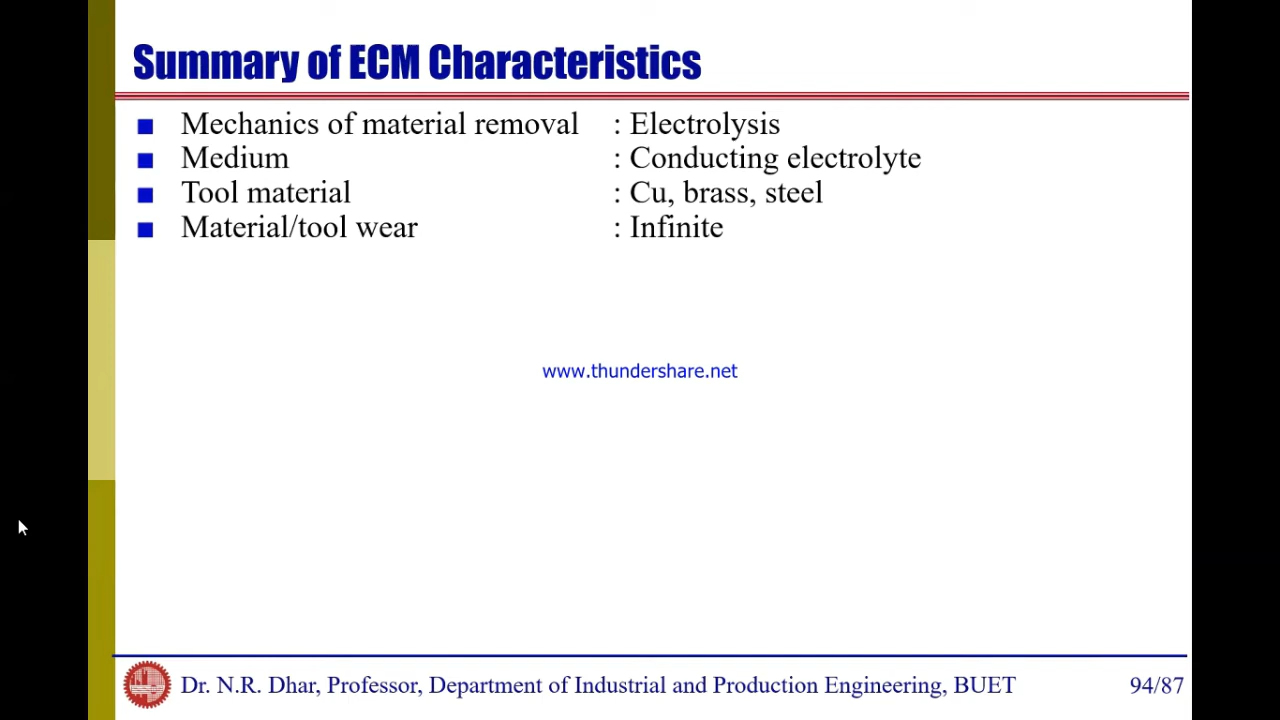 Summary of ECM Characteristics
Mechanics of material removal : Electrolysis
Medium : Conducting electrolyte
Tool material : Cu, brass, steel
Material/tool wear : Infinite
www.thundershare.net
Dr. N.R. Dhar, Professor, Department of Industrial and Production Engineering, BUET 94/87